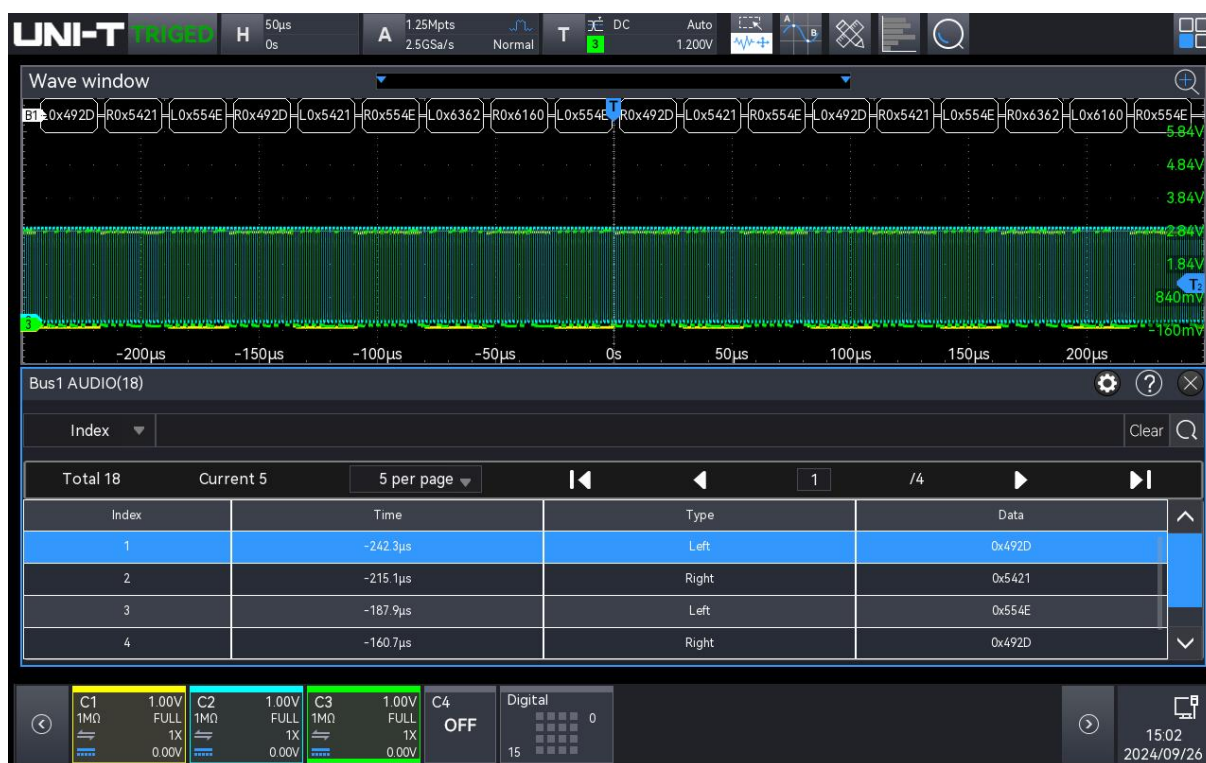 UNI-T TRIGED H 50μs 0s A 1.25Mpts 2.5GSa/s Normal T 3 DC Auto 1.200V A B
Wave window
B1 0x492D R0x5421 L0x554E R0x492D L0x5421 R0x554E L0x6362 R0x6160 L0x554E T R0x492D L0x5421 R0x554E L0x492D R0x5421 L0x554E R0x6362 L0x6160 R0x554E
5.84V
4.84V
3.84V
2.84V
1.84V
T2
840mV
3
-160mV
-200μs -150μs -100μs -50μs 0s 50μs 100μs 150μs 200μs
Bus1 AUDIO(18)
Index Clear
Total 18 Current 5 5 per page 1 /4
Index Time Type Data
1 -242.3μs Left 0x492D
2 -215.1μs Right 0x5421
3 -187.9μs Left 0x554E
4 -160.7μs Right 0x492D
C1 1.00V C2 1.00V C3 1.00V C4 Digital
1MΩ FULL 1MΩ FULL 1MΩ FULL OFF 0
1X 1X 1X
0.00V 0.00V 0.00V 15
15:02
2024/09/26